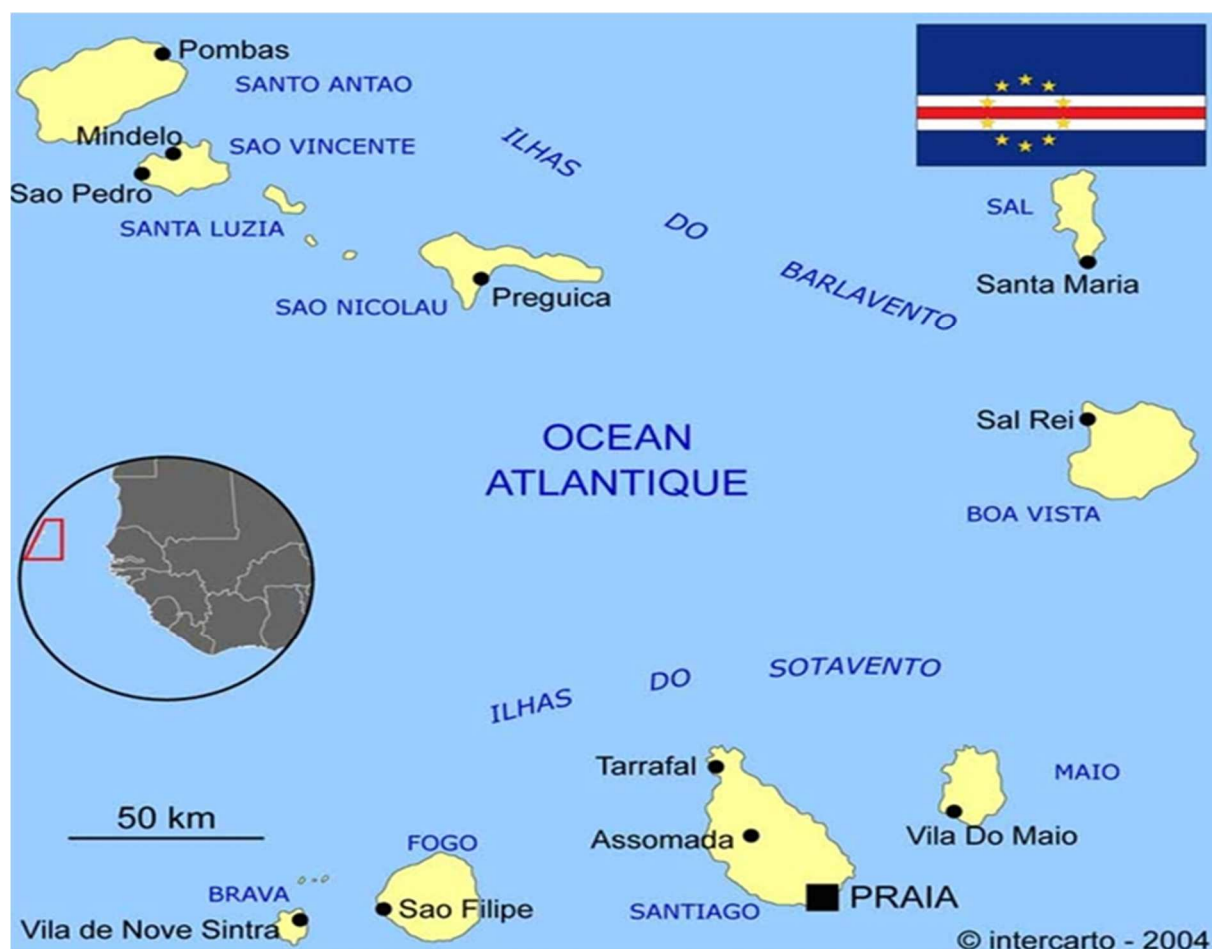 Pombas
SANTO ANTAO
Mindelo
SAO VINCENTE
Sao Pedro
SANTA LUZIA
SAO NICOLAU
Preguica
ILHAS
DO
BARLAVENTO
SAL
Santa Maria
Sal Rei
BOA VISTA
OCEAN
ATLANTIQUE
ILHAS
DO
SOTAVENTO
Tarrafal
MAIO
Assomada
Vila Do Maio
50 km
FOGO
BRAVA
Vila de Nove Sintra
Sao Filipe
SANTIAGO
PRAIA
© intercarto - 2004